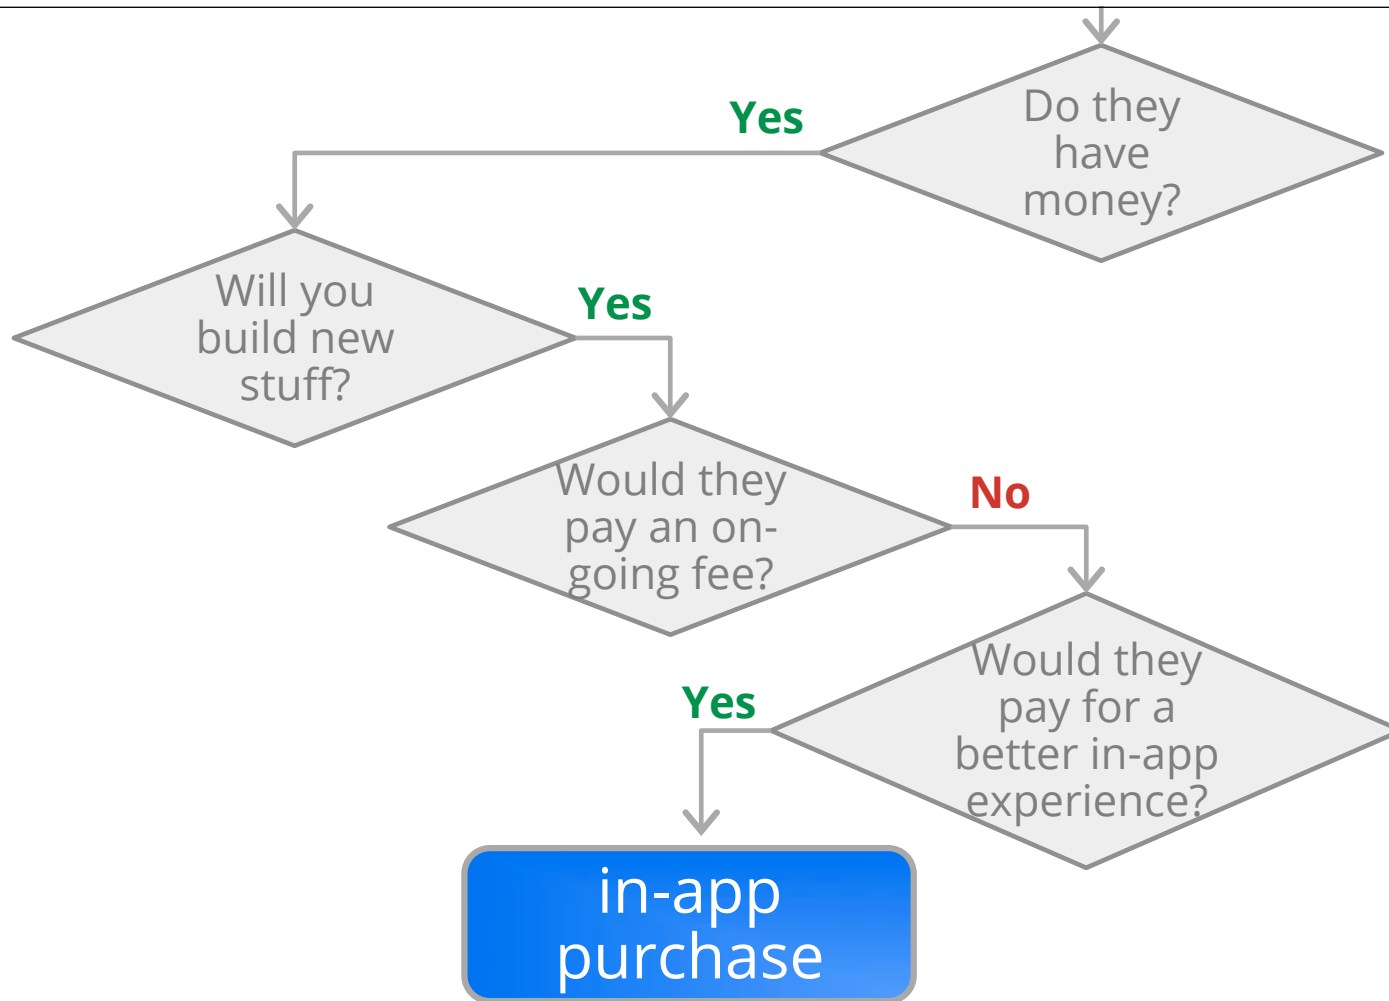 Do they
have
money?
Yes
Will you
build new
stuff?
Yes
Would they
pay an on-
going fee?
No
Would they
pay for a
better in-app
experience?
Yes
in-app
purchase